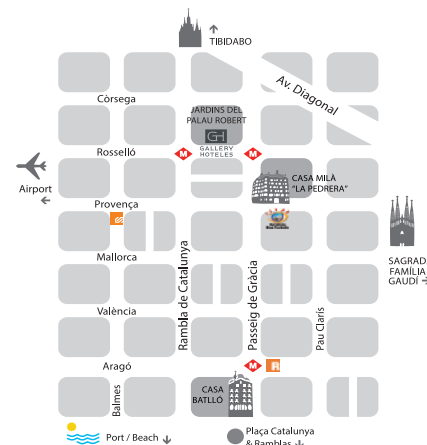 TIBIDABO
Av. Diagonal
Còrsega
JARDINS DEL
PALAU ROBERT
GH
GALLERY
HOTELES
Rosselló
M
M
Airport
CASA MILÀ
"LA PEDRERA"
Provença
Mallorca
SAGRADA
FAMÍLIA
GAUDÍ
Rambla de Catalunya
Passeig de Gràcia
València
Pau Claris
Aragó
M
R
Balmes
CASA
BATLLÓ
Port / Beach
Plaça Catalunya
& Ramblas